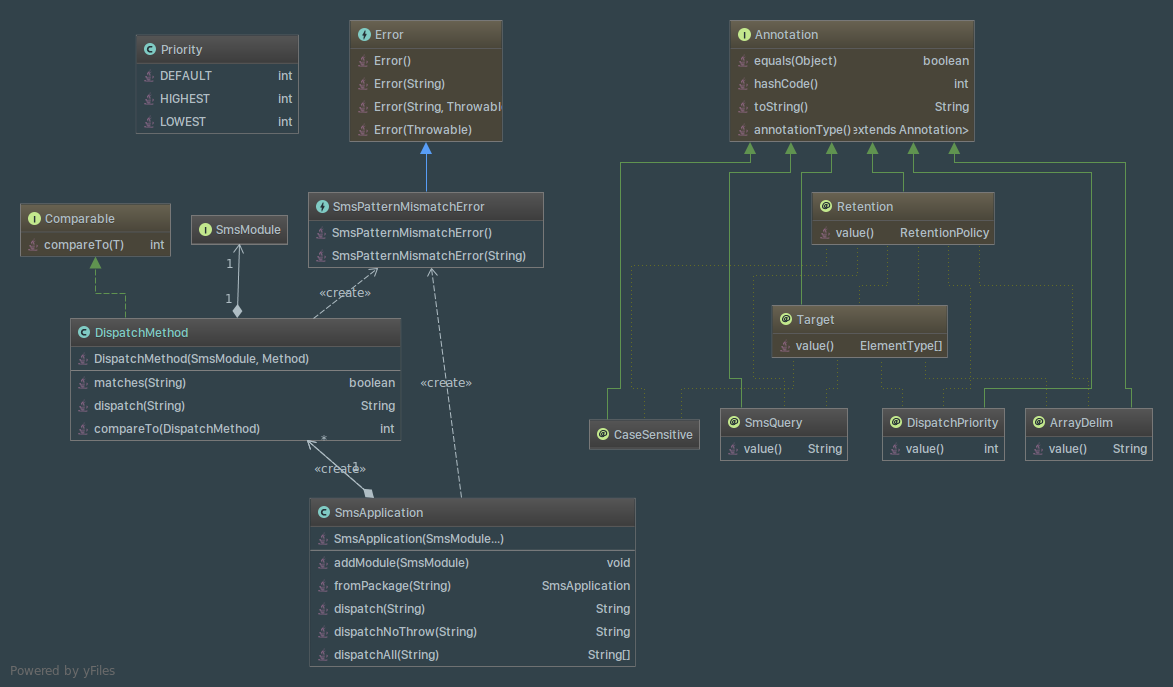 Priority
DEFAULT int
HIGHEST int
LOWEST int
Error
Error()
Error(String)
Error(String, Throwabl
Error(Throwable)
Annotation
equals(Object) boolean
hashCode() int
toString() String
annotationType() extends Annotation>
Comparable
compareTo(T) int
SmsModule
SmsPatternMismatchError
SmsPatternMismatchError()
SmsPatternMismatchError(String)
Retention
value() RetentionPolicy
1
1
«create»
DispatchMethod
DispatchMethod(SmsModule, Method)
matches(String) boolean
dispatch(String) String
compareTo(DispatchMethod) int
Target
value() ElementType[]
«create»
CaseSensitive
SmsQuery
value() String
DispatchPriority
value() int
ArrayDelim
value() String
*
«create»
1
SmsApplication
SmsApplication(SmsModule...)
addModule(SmsModule) void
fromPackage(String) SmsApplication
dispatch(String) String
dispatchNoThrow(String) String
dispatchAll(String) String[]
Powered by yFiles